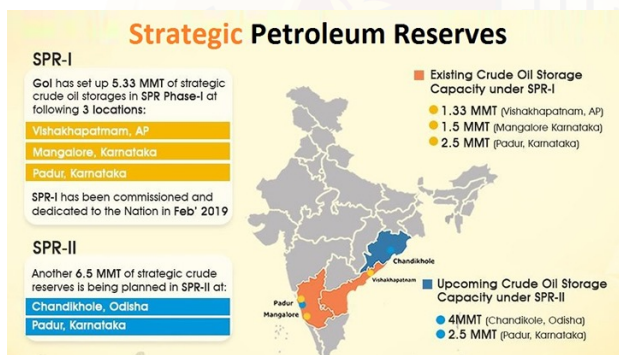 Strategic Petroleum Reserves
SPR-I
GoI has set up 5.33 MMT of strategic
crude oil storages in SPR Phase-I at
following 3 locations:
Vishakhapatnam, AP
Mangalore, Karnataka
Padur, Karnataka
SPR-I has been commissioned and
dedicated to the Nation in Feb' 2019
SPR-II
Another 6.5 MMT of strategic crude
reserves is being planned in SPR-II at:
Chandikhole, Odisha
Padur, Karnataka
Existing Crude Oil Storage
Capacity under SPR-I
1.33 MMT (Vishakhapatnam, AP)
1.5 MMT (Mangalore Karnataka)
2.5 MMT (Padur, Karnataka)
Chandikhole
Vishakhapatnam
Padur
Mangalore
Upcoming Crude Oil Storage
Capacity under SPR-II
4MMT (Chandikole, Odisha)
2.5 MMT (Padur, Karnataka)